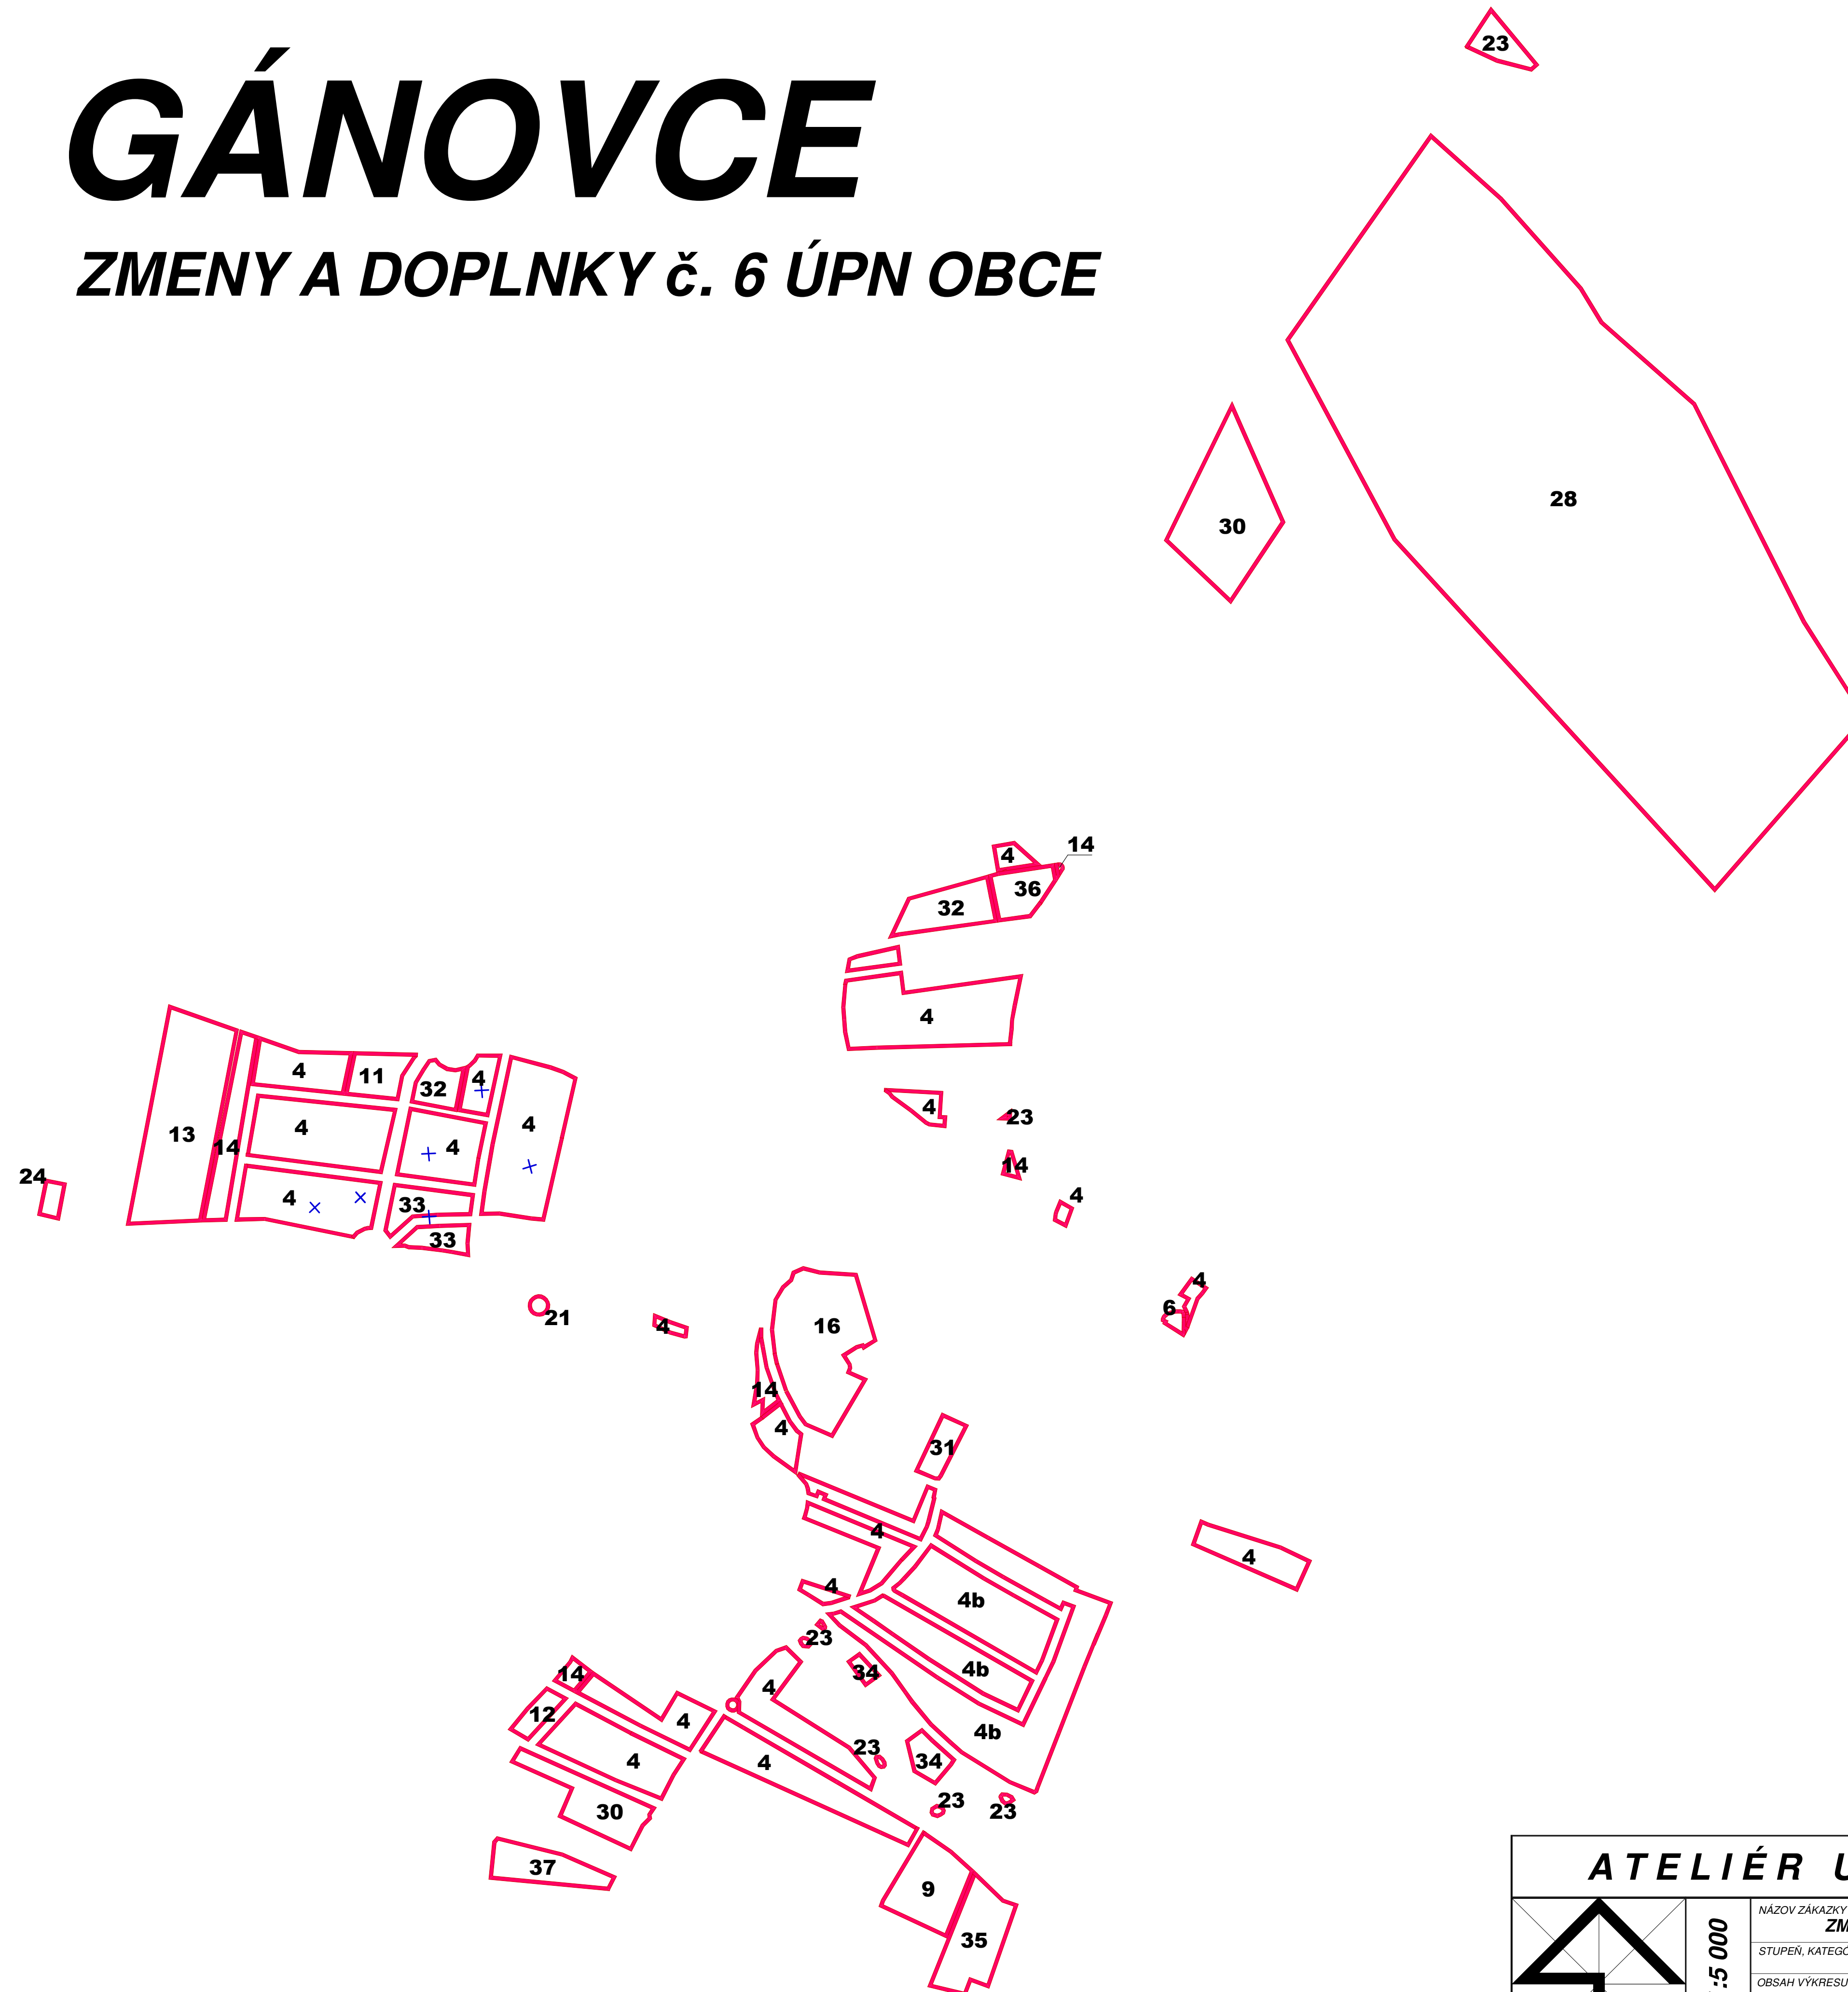 23
GÁNOVCE
ZMENY A DOPLNKY č. 6 ÚPN OBCE
28
30
14
4
36
32
4
4 11 32 4
4 23
4 4 4
13 14
14
24 4 33 4
33
4
6
21 4 16
14
4
31
4
4
4b
4
23
4b
34
14 4
12 4
4b
23
4 4 34
30 23 23
37
9
35
ATELIÉR U
NÁZOV ZÁKAZKY
ZM
STUPEŇ, KATEGÓ
OBSAH VÝKRESU
:5 000